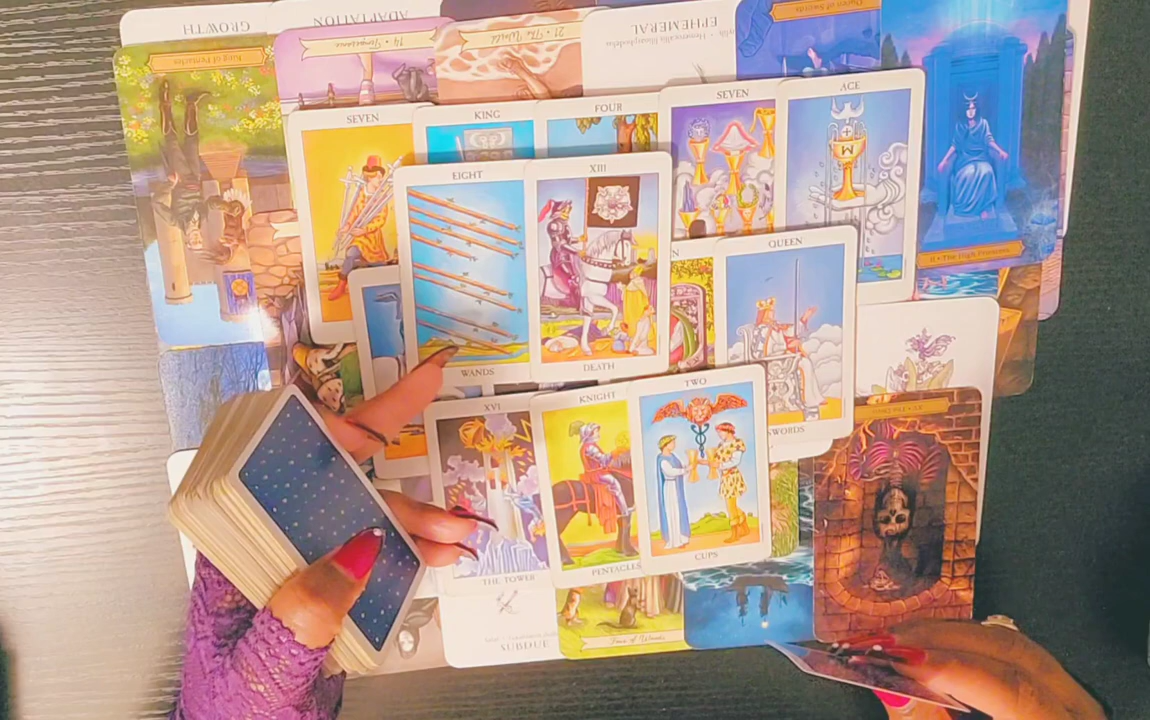 GROWTH
ADAPTATION
EPHEMERAL
Queen of Swords
King of Pentacles
14 • Temperance
21 • The World
SEVEN
KING
FOUR
SEVEN
ACE
EIGHT
XIII
QUEEN
II • The High Priestess
WANDS
DEATH
XVI
KNIGHT
TWO
SWORDS
THE TOWER
PENTACLES
CUPS
SUBDUE
Four of Wands